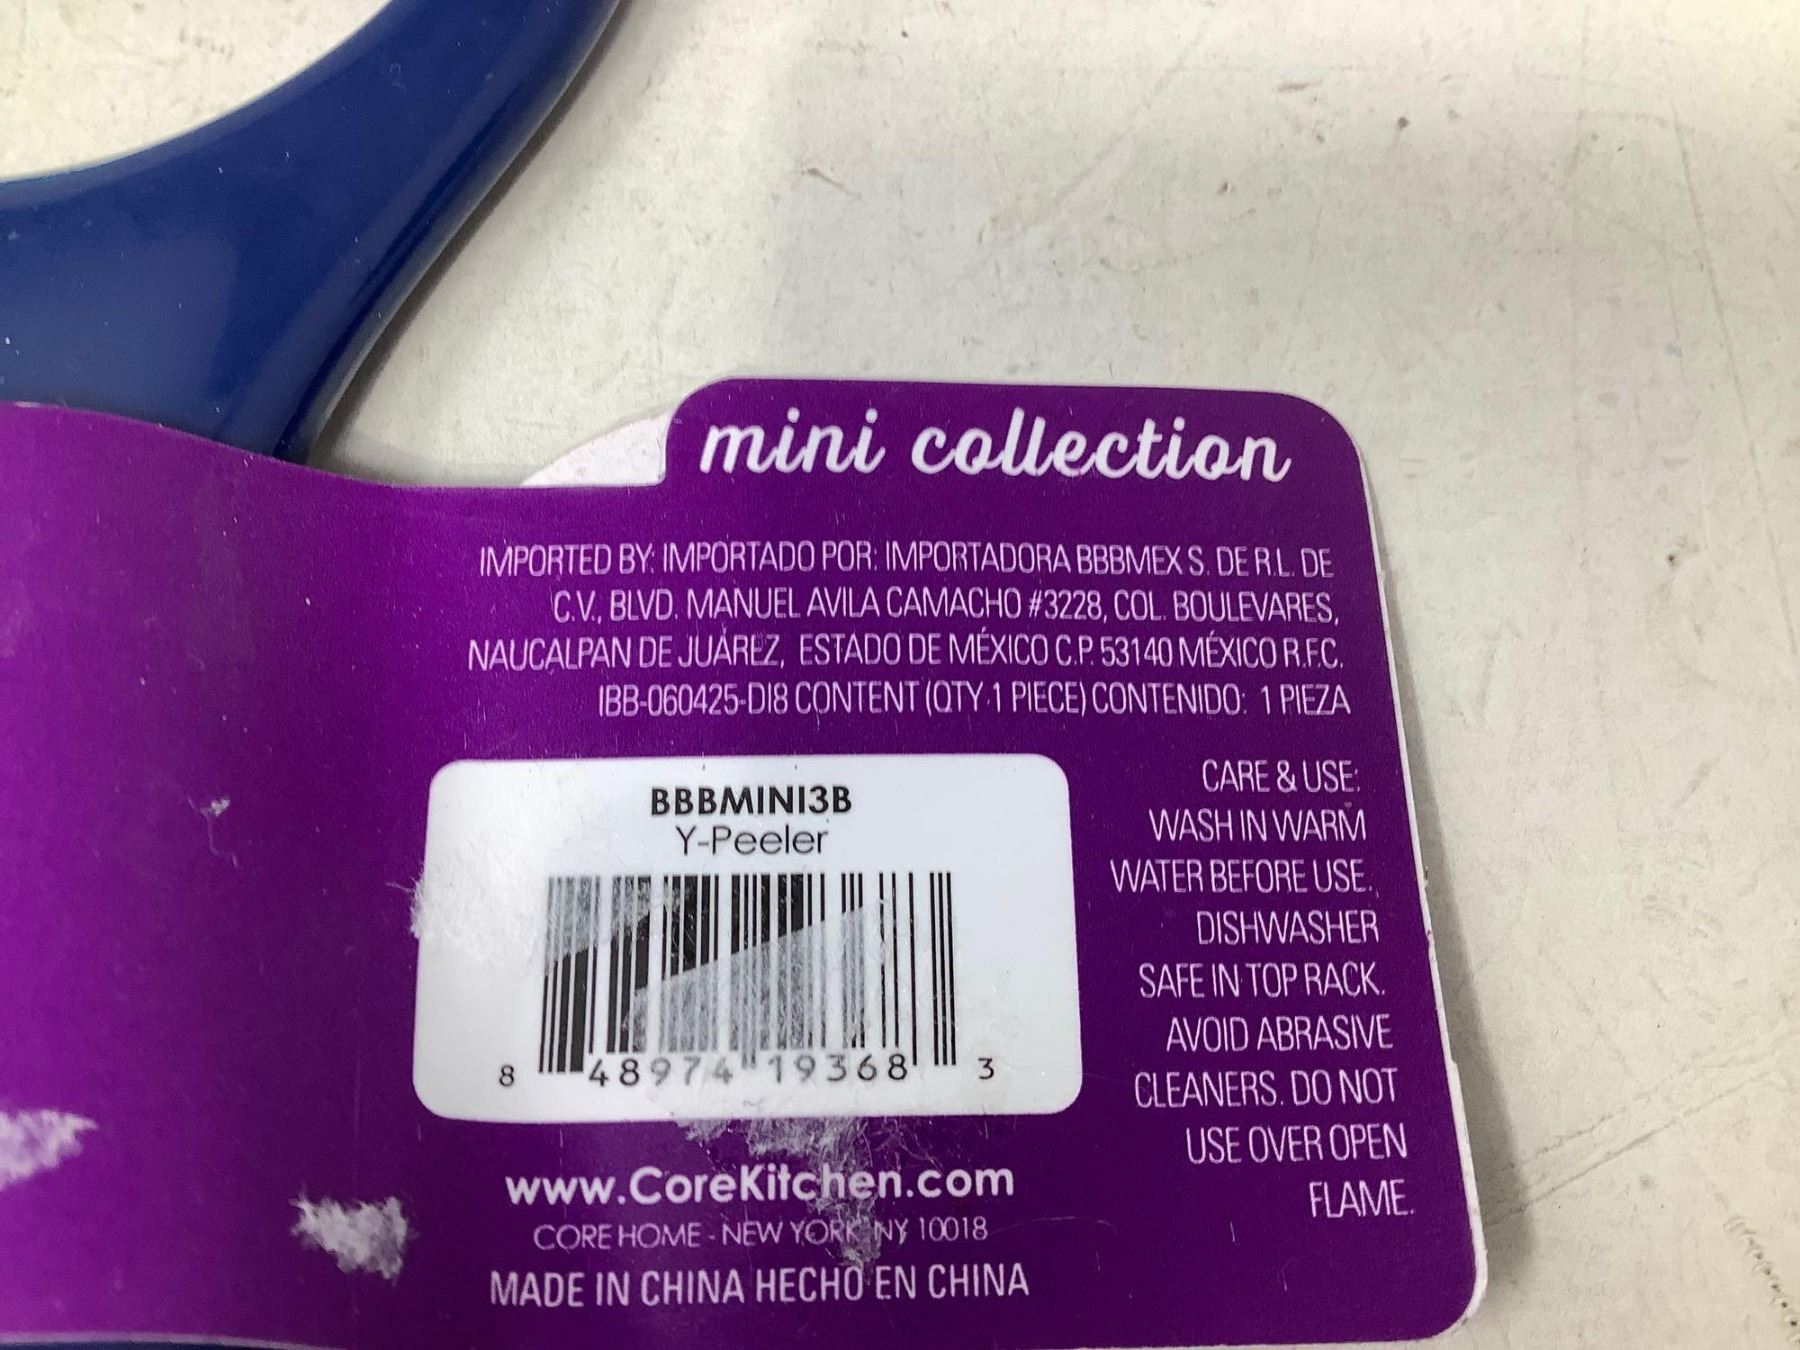 mini collection
IMPORTED BY: IMPORTADO POR: IMPORTADORA BBBMEX S. DE R.L. DE
C.V., BLVD. MANUEL AVILA CAMACHO #3228, COL. BOULEVARES,
NAUCALPAN DE JUÁREZ, ESTADO DE MÉXICO C.P. 53140 MÉXICO R.F.C.
IBB-060425-DI8 CONTENT (QTY 1 PIECE) CONTENIDO: 1 PIEZA
BBBMINI3B
Y-Peeler
8 48974 19368 3
CARE & USE:
WASH IN WARM
WATER BEFORE USE.
DISHWASHER
SAFE IN TOP RACK.
AVOID ABRASIVE
CLEANERS. DO NOT
USE OVER OPEN
FLAME.
www.CoreKitchen.com
CORE HOME - NEW YORK NY 10018
MADE IN CHINA HECHO EN CHINA